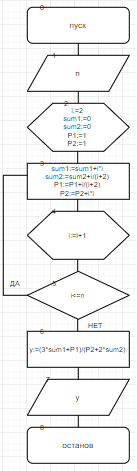 0
пуск
1
n
2
i:=2
sum1:=0
sum2:=0
P1:=1
P2:=1
3
sum1:=sum1+i*i
sum2:=sum2+i/(i+2)
P1:=P1+i/(i+2)
P2:=P2+i*i
4
i:=i+1
ДА
5
i<=n
НЕТ
6
y:=(3*sum1+P1)/(P2+2*sum2)
7
y
8
останов